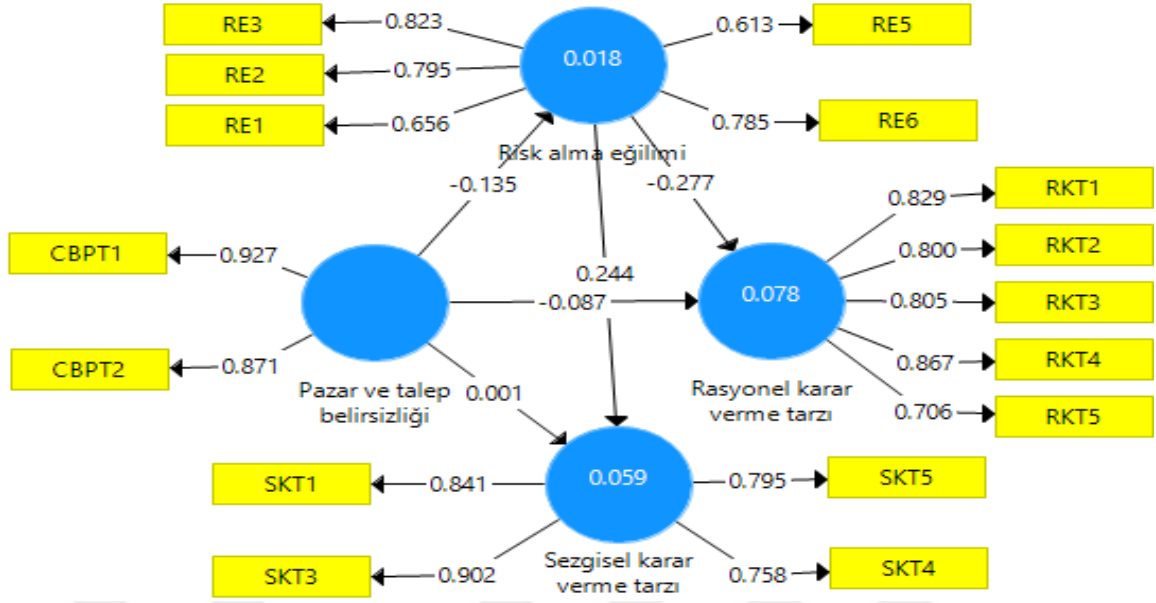 RE3
0.823
0.018
0.613
RE5
RE2
0.795
RE1
0.656
0.785
RE6
Risk alma eğilimi
-0.135
-0.277
0.829
RKT1
CBPT1
0.927
0.800
RKT2
0.244
-0.087
0.078
0.805
RKT3
CBPT2
0.871
0.867
RKT4
Pazar ve talep
belirsizliği
0.001
Rasyonel karar
verme tarzı
0.706
RKT5
SKT1
0.841
0.059
0.795
SKT5
SKT3
0.902
Sezgisel karar
verme tarzı
0.758
SKT4